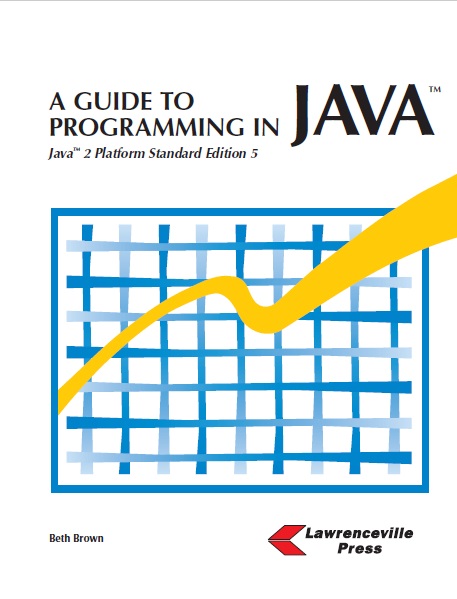 A GUIDE TO
PROGRAMMING IN JAVA™
Java™ 2 Platform Standard Edition 5
Beth Brown
Lawrenceville
Press